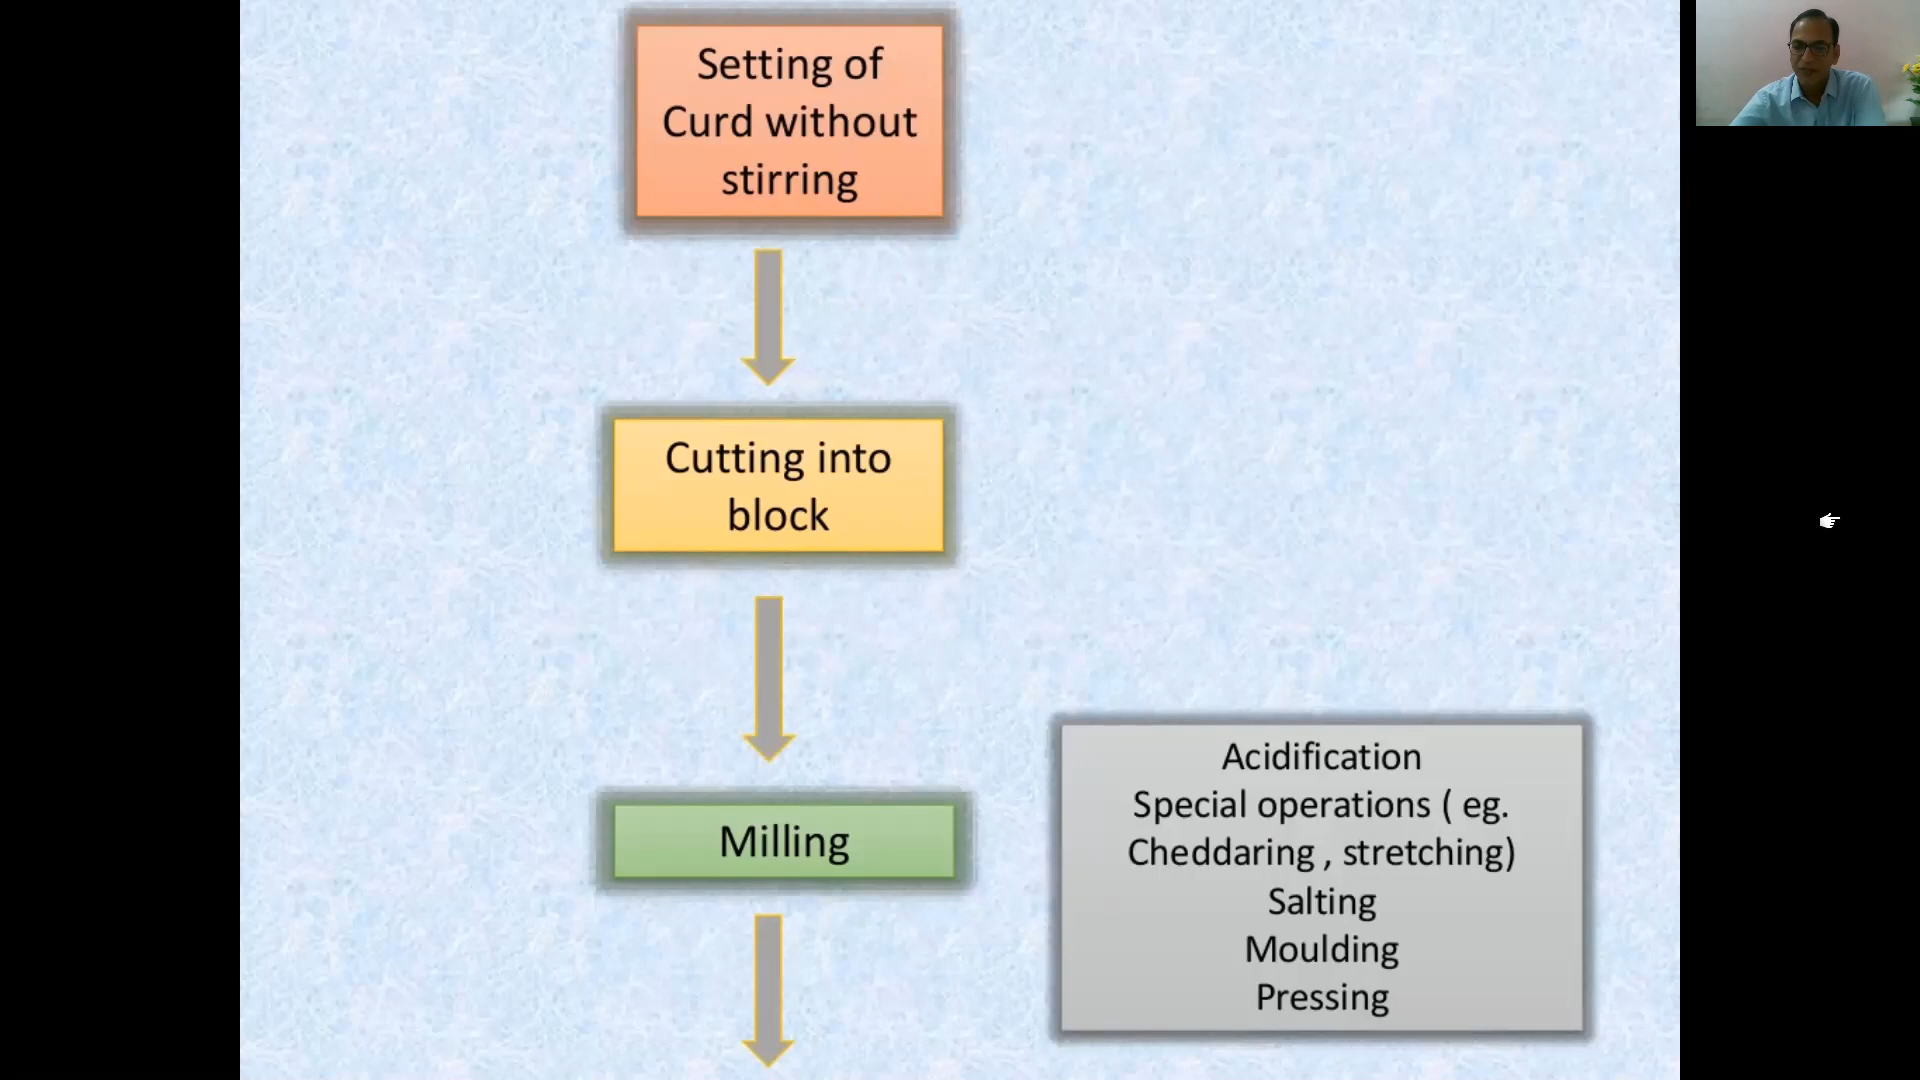 Setting of
Curd without
stirring
Cutting into
block
Milling
Acidification
Special operations ( eg.
Cheddaring , stretching)
Salting
Moulding
Pressing